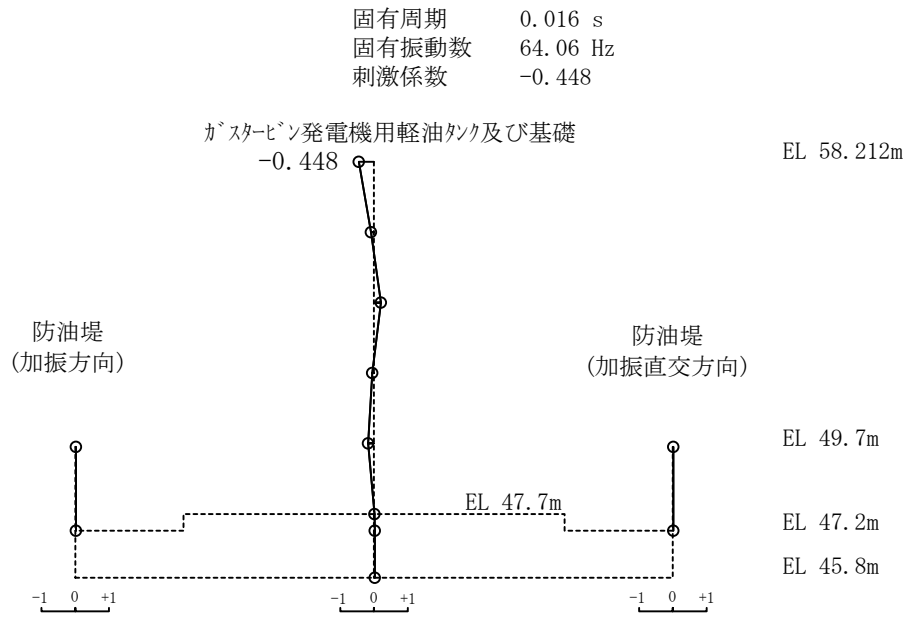 固有周期 0.016 s
固有振動数 64.06 Hz
刺激係数 -0.448
ｶﾞｽﾀｰﾋﾞﾝ発電機用軽油ﾀﾝｸ及び基礎
-0.448
EL 58.212m
防油堤
(加振方向)
防油堤
(加振直交方向)
EL 49.7m
EL 47.7m
EL 47.2m
EL 45.8m
-1 0 +1
-1 0 +1
-1 0 +1